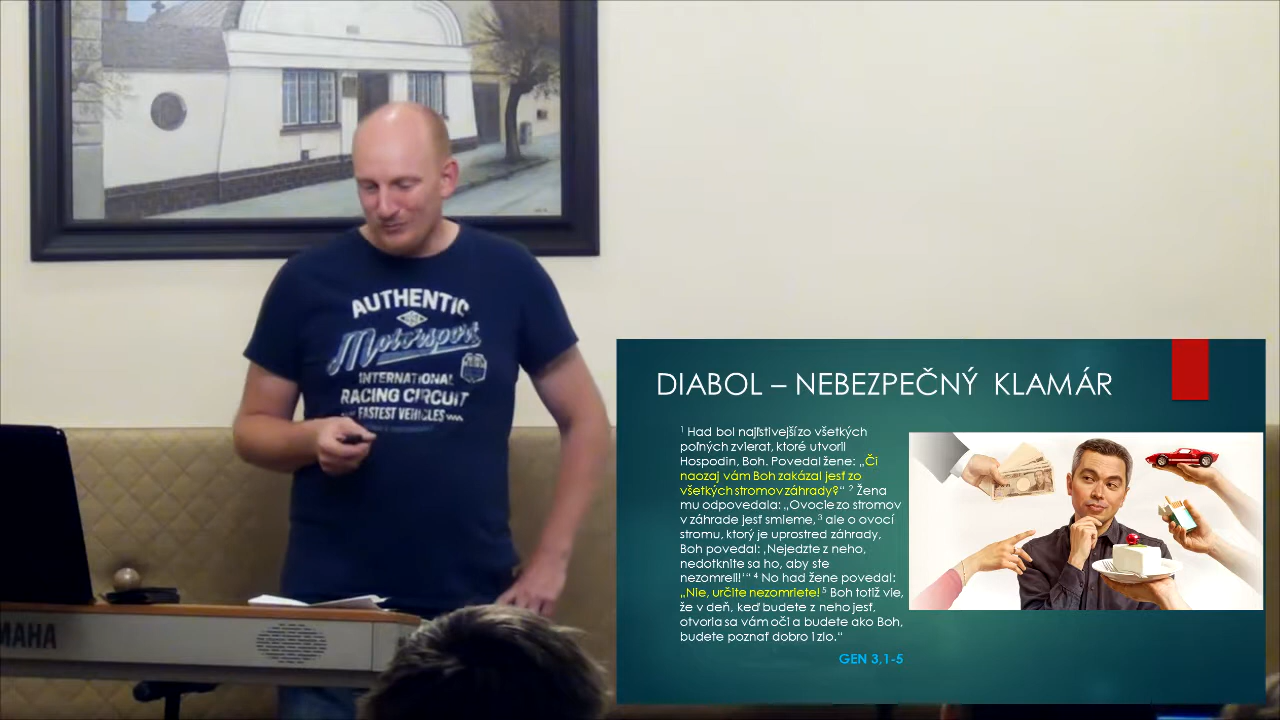 AUTHENTIC
Motorsport
INTERNATIONAL
RACING CIRCUIT
FASTEST VEHICLES
YAMAHA
DIABOL – NEBEZPEČNÝ KLAMÁR
¹ Had bol najľstivejší zo všetkých
poľných zvierat, ktoré utvoril
Hospodin, Boh. Povedal žene: „Či
naozaj vám Boh zakázal jesť zo
všetkých stromov záhrady?“ ² Žena
mu odpovedala: „Ovocie zo stromov
v záhrade jesť smieme, ³ ale o ovocí
stromu, ktorý je uprostred záhrady,
Boh povedal: ‚Nejedzte z neho,
nedotknite sa ho, aby ste
nezomreli!‘“ ⁴ No had žene povedal:
„Nie, určite nezomriete! ⁵ Boh totiž vie,
že v deň, keď budete z neho jesť,
otvoria sa vám oči a budete ako Boh,
budete poznať dobro i zlo.“
GEN 3,1-5